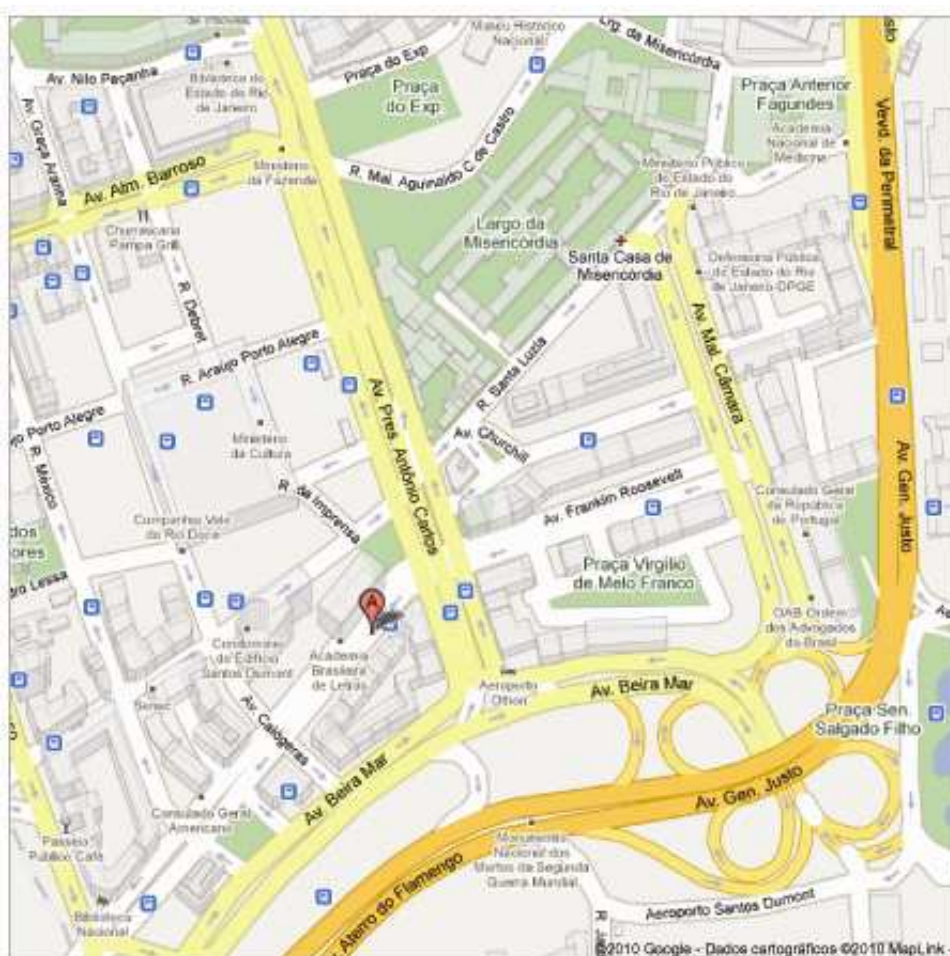 Museu Histórico
Nacional
Lrg. da Misericórdia
Av. Nilo Peçanha
Praça do Exp
Biblioteca do
Estado do Rio
de Janeiro
Praça
do Exp
Praça Antenor
Fagundes
Av. Graça Aranha
Academia
Nacional de
Medicina
Vevd. da Perimetral
Av. Alm. Barroso
Ministério
da Fazenda
R. Mal. Aguinaldo C de Castro
Ministério Público
do Estado do
Rio de Janeiro
Churrascaria
Pampa Grill
Largo da
Misericórdia
Santa Casa de
Misericórdia
Defensoria Pública
do Estado do Rio
de Janeiro-DPGE
R. Debret
R. Araújo Porto Alegre
Av. Mal. Câmara
R. Santa Luzia
Av. Pres. Antônio Carlos
Porto Alegre
Ministério
da Cultura
Av. Churchill
R. México
R. da Imprensa
Av. Franklin Roosevelt
Av. Gen. Justo
Consulado Geral
da República
de Portugal
Companhia Vale
do Rio Doce
dos
ores
Lessa
Praça Virgílio
de Melo Franco
A
OAB Ordem
dos Advogados
do Brasil
Condomínio
do Edifício
Santos Dumont
Academia
Brasileira
de Letras
Aeroporto
Othon
Av. Beira Mar
Senac
Av. Calógeras
Praça Sen.
Salgado Filho
Av. Beira Mar
Av. Gen. Justo
Consulado Geral
Americano
Passeio
Público Café
Monumento
Nacional dos
Mortos da Segunda
Guerra Mundial
Biblioteca
Nacional
Aterro do Flamengo
Aeroporto Santos Dumont
©2010 Google - Dados cartográficos ©2010 MapLink -